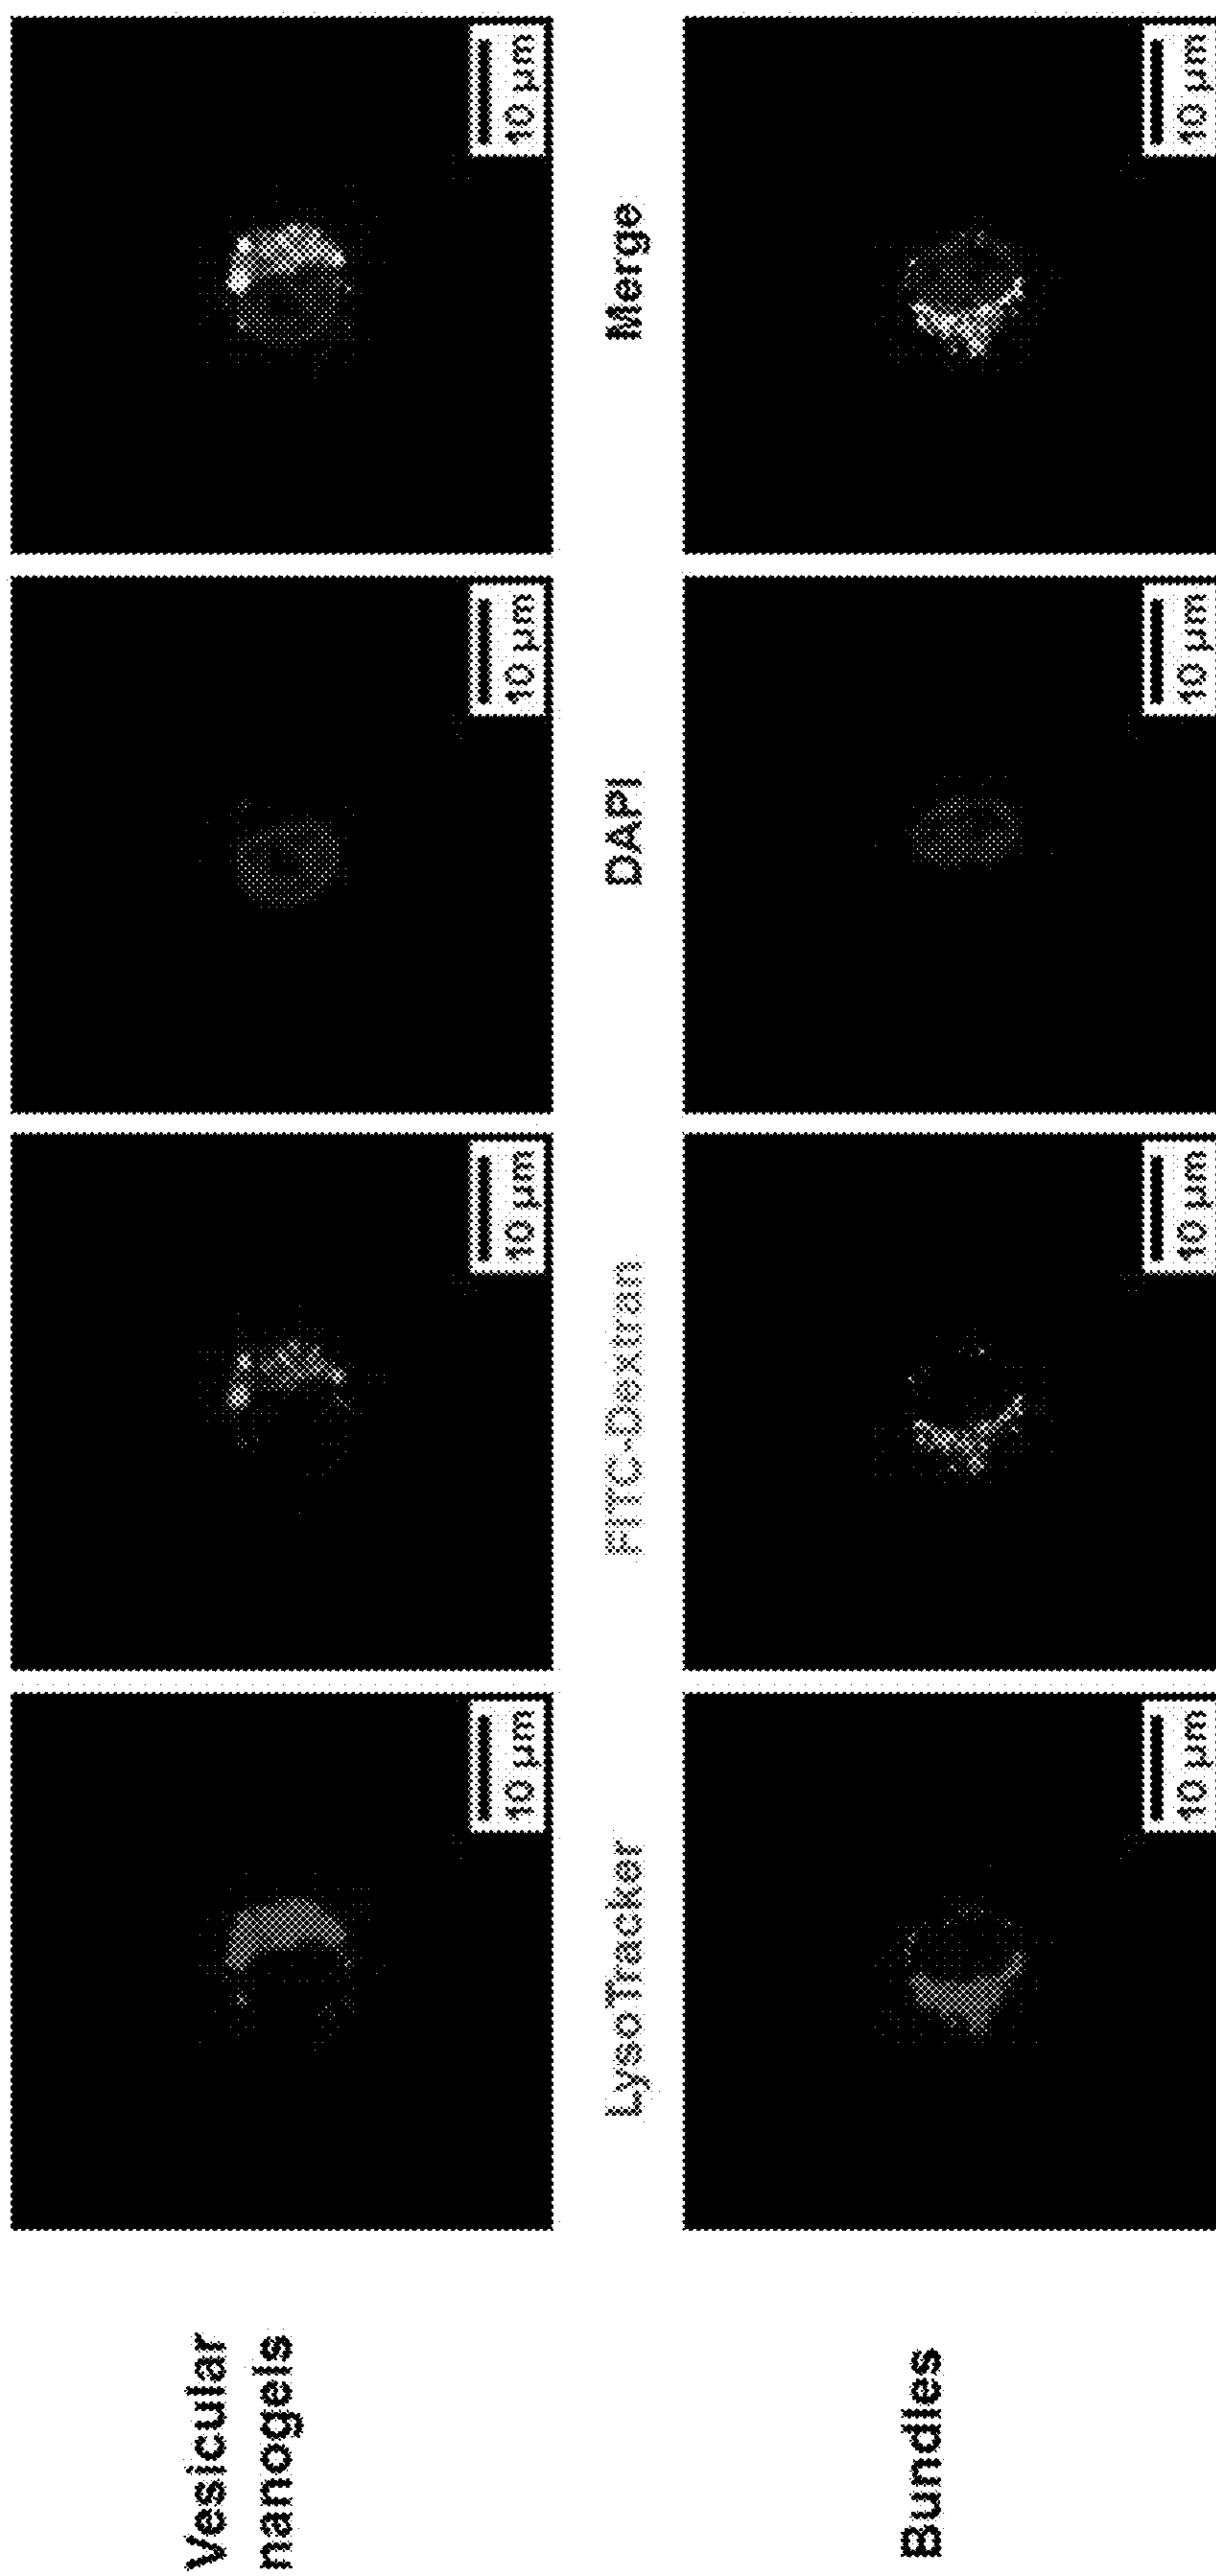 Vesicular
nanogels
10 µm
10 µm
10 µm
10 µm
LysoTracker
FITC-Dextran
DAPI
Merge
Bundles
10 µm
10 µm
10 µm
10 µm